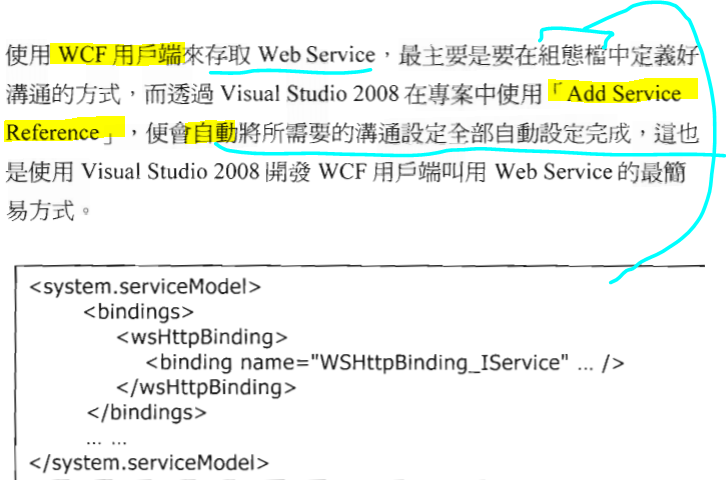 使用 WCF 用戶端來存取 Web Service，最主要是要在組態檔中定義好
溝通的方式，而透過 Visual Studio 2008 在專案中使用「Add Service
Reference」，便會自動將所需要的溝通設定全部自動設定完成，這也
是使用 Visual Studio 2008 開發 WCF 用戶端叫用 Web Service 的最簡
易方式。
<system.serviceModel>
<bindings>
<wsHttpBinding>
<binding name="WSHttpBinding_IService" ... />
</wsHttpBinding>
</bindings>
... ...
</system.serviceModel>